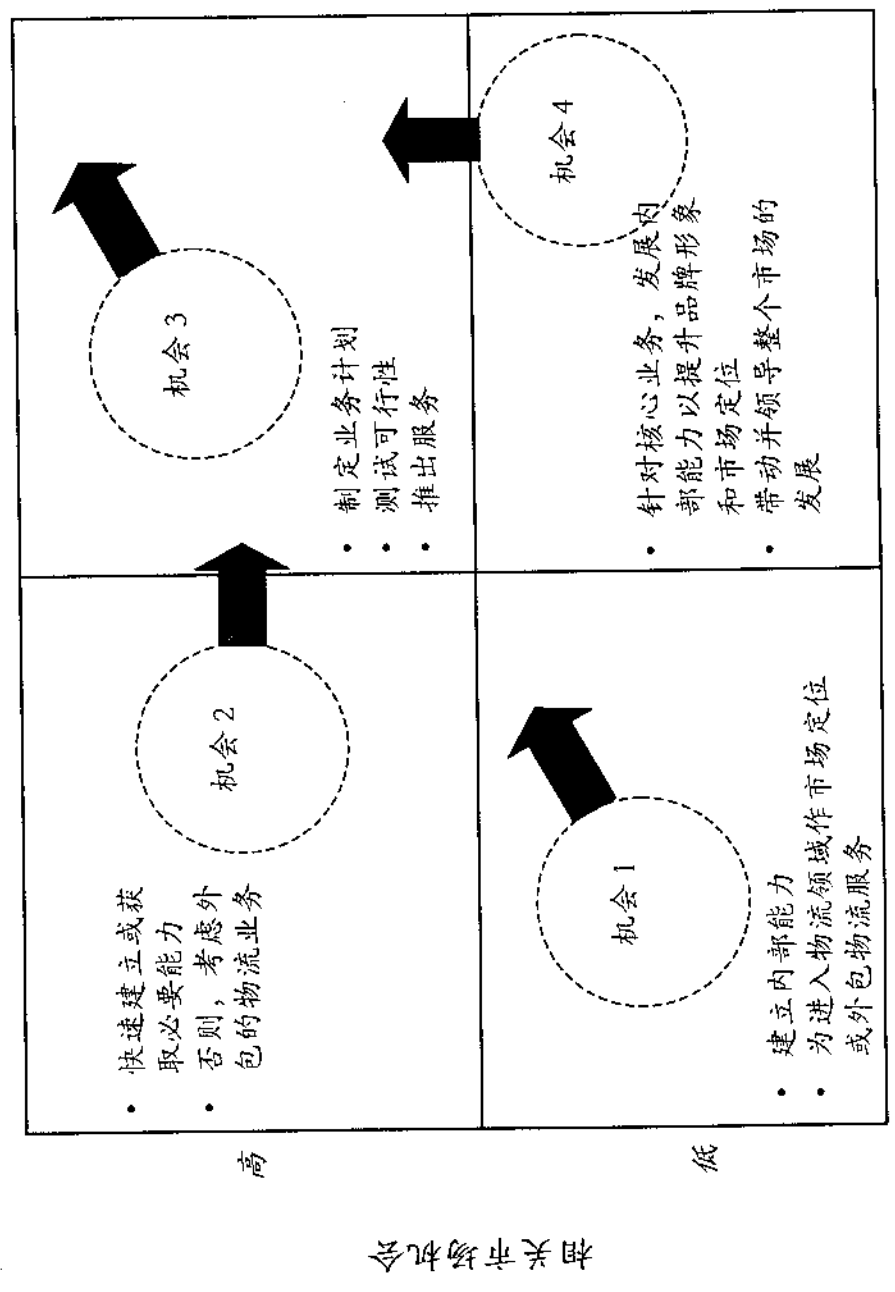 相关市场机会
高
• 快速建立或获
取必要能力
• 否则，考虑外
包的物流业务
机会 2
机会 3
• 制定业务计划
• 测试可行性
• 推出服务
低
机会 1
• 建立内部能力
• 为进入物流领域作市场定位
或外包物流服务
机会 4
• 针对核心业务，发展内
部能力以提升品牌形象
和市场定位
• 带动并领导整个市场的
发展